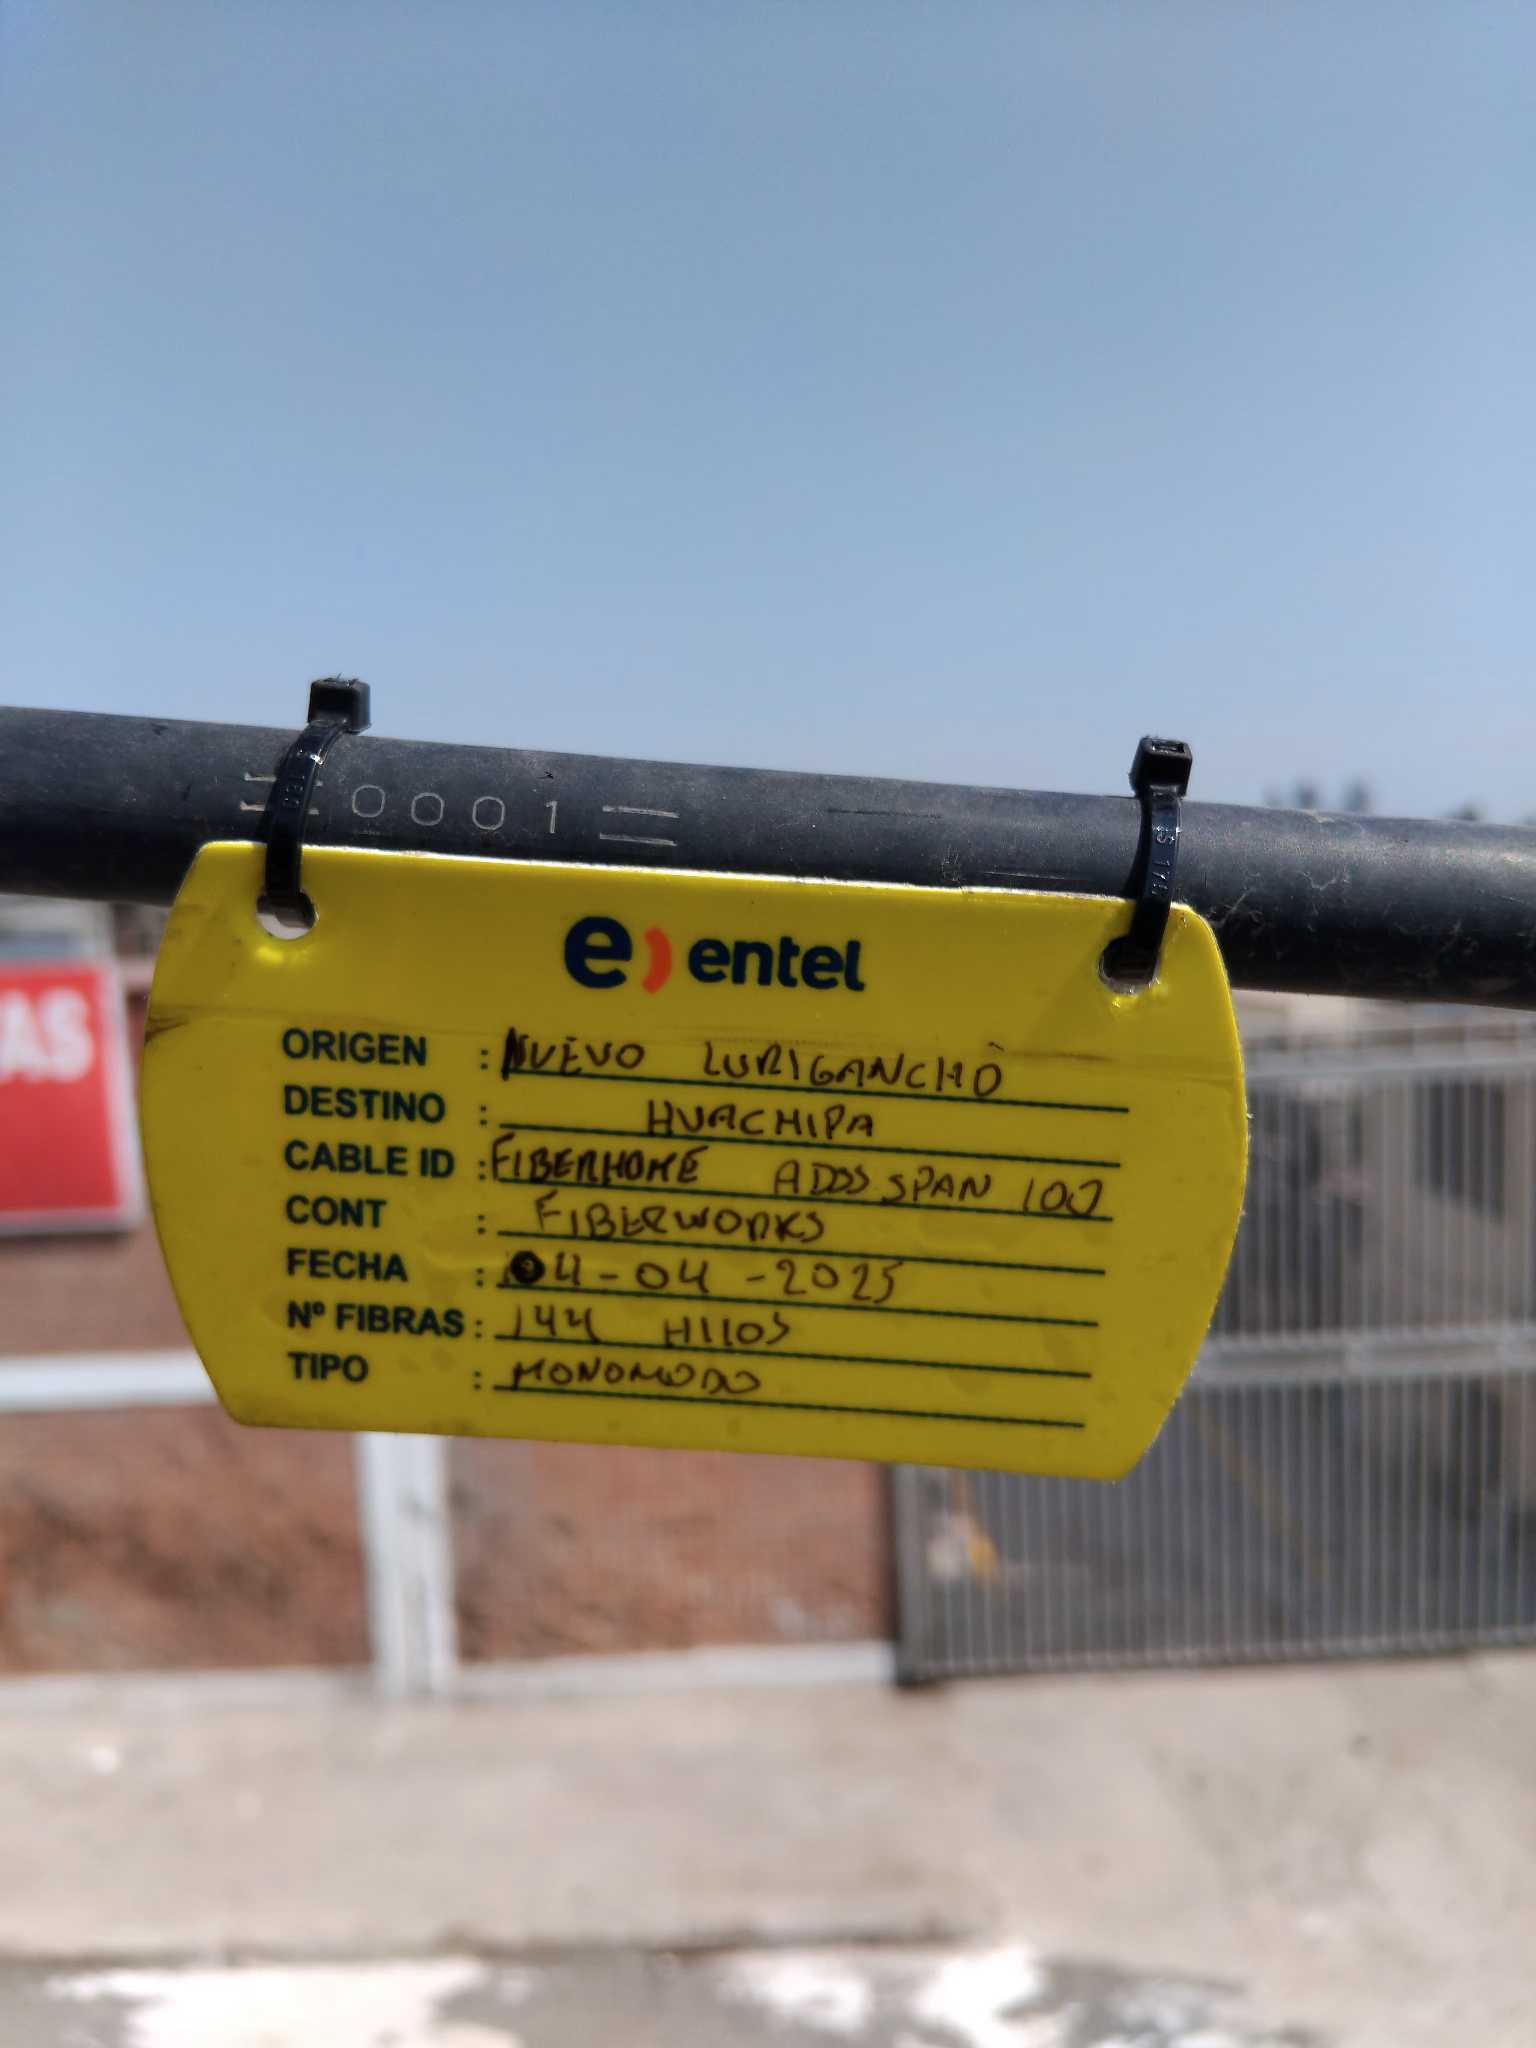 0001
e) entel
ORIGEN : NUEVO LURIGANCHO
DESTINO : HUACHIPA
CABLE ID : FIBERHOME ADSS SPAN 100
CONT : FIBERWORKS
FECHA : 04-04-2025
Nº FIBRAS : 144 HILOS
TIPO : MONOMODO
AS